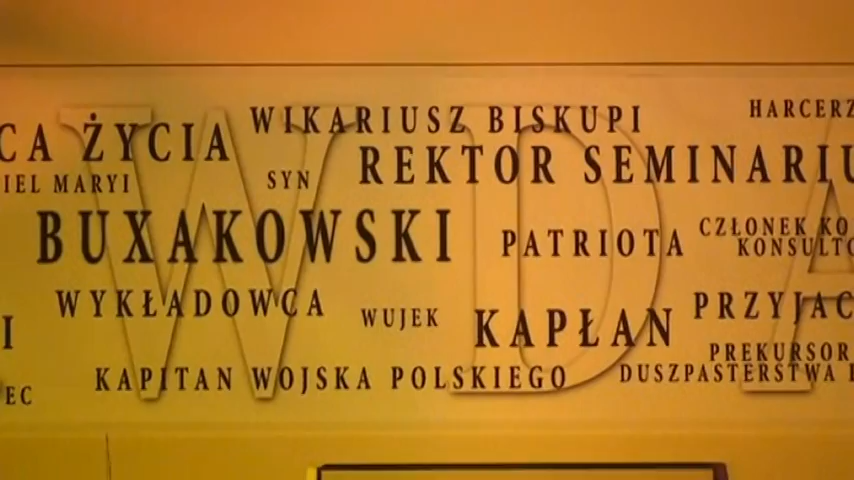 WIKARIUSZ BISKUPI HARCERZ
CA ŻYCIA
REKTOR SEMINARIU
IEL MARYI SYN
BUXAKOWSKI PATRIOTA CZŁONEK KO
KONSULTO
WYKŁADOWCA WUJEK KAPŁAN PRZYJAC
I
PREKURSOR
EC KAPITAN WOJSKA POLSKIEGO DUSZPASTERSTWA
W D A